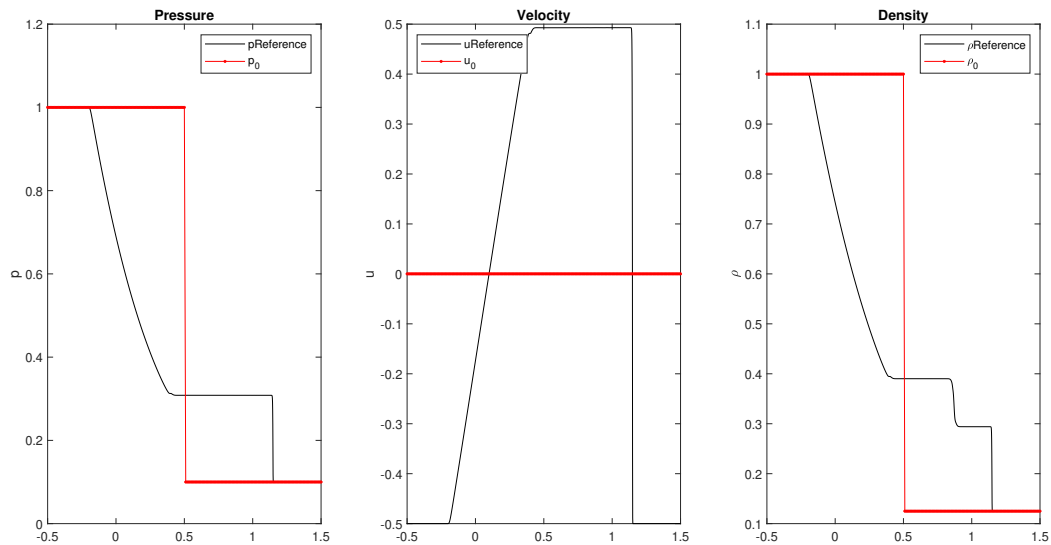 Pressure
pReference
p₀
p
1.2
1
0.8
0.6
0.4
0.2
0
-0.5 0 0.5 1 1.5
Velocity
uReference
u₀
u
0.5
0.4
0.3
0.2
0.1
0
-0.1
-0.2
-0.3
-0.4
-0.5
-0.5 0 0.5 1 1.5
Density
ρReference
ρ₀
ρ
1.1
1
0.9
0.8
0.7
0.6
0.5
0.4
0.3
0.2
0.1
-0.5 0 0.5 1 1.5